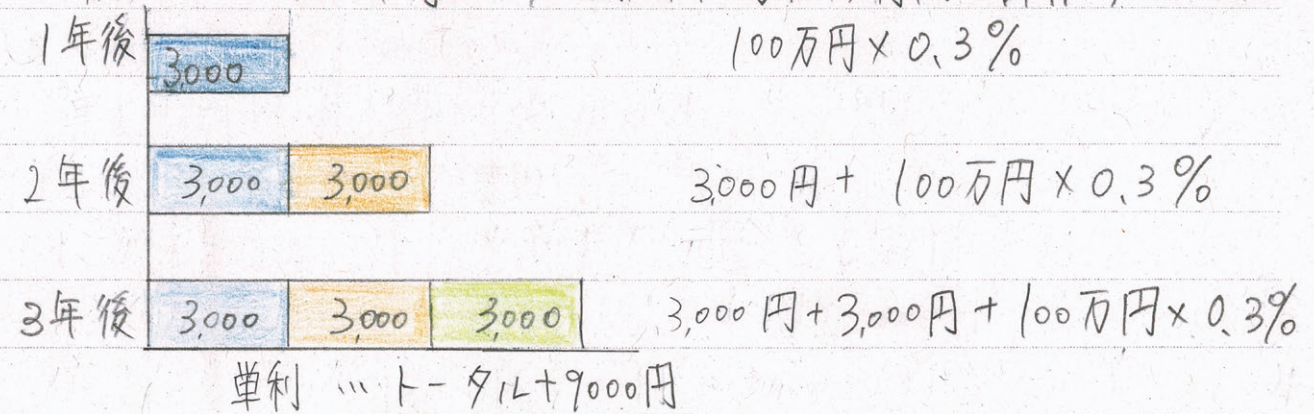 1年後 3,000 100万円×0.3%
2年後 3,000 3,000 3,000円+ 100万円×0.3%
3年後 3,000 3,000 3,000 3,000円+3,000円+100万円×0.3%
単利 … トータル+9000円